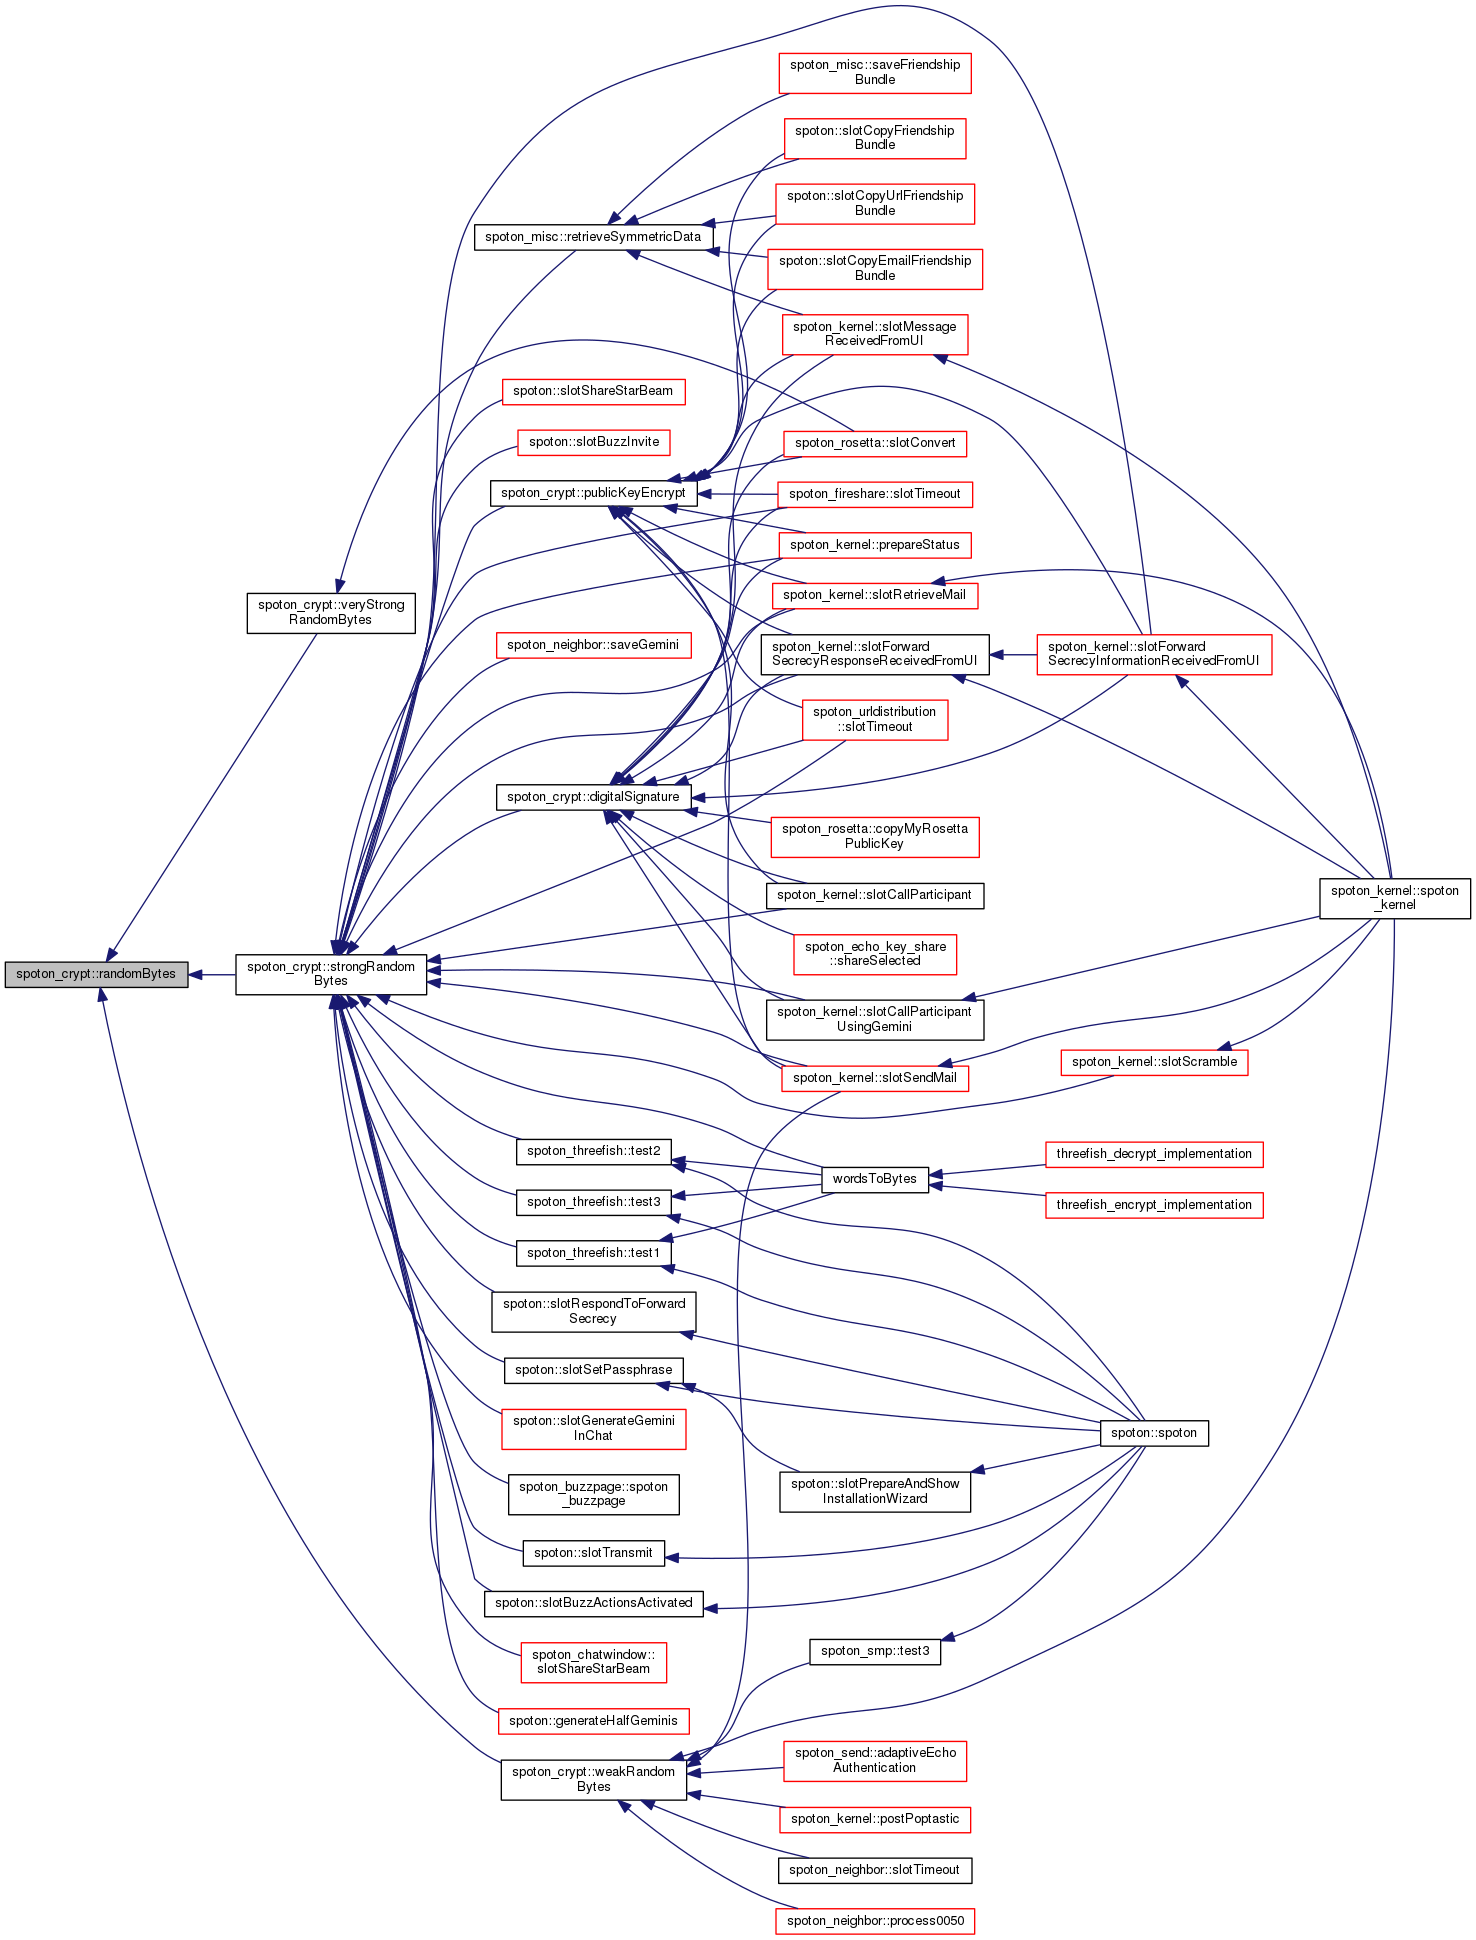 spoton_misc::saveFriendship
Bundle
spoton::slotCopyFriendship
Bundle
spoton::slotCopyUrlFriendship
Bundle
spoton_misc::retrieveSymmetricData
spoton::slotCopyEmailFriendship
Bundle
spoton_kernel::slotMessage
ReceivedFromUI
spoton::slotShareStarBeam
spoton::slotBuzzInvite
spoton_rosetta::slotConvert
spoton_crypt::publicKeyEncrypt
spoton_fireshare::slotTimeout
spoton_kernel::prepareStatus
spoton_crypt::veryStrong
RandomBytes
spoton_kernel::slotRetrieveMail
spoton_neighbor::saveGemini
spoton_kernel::slotForward
SecrecyResponseReceivedFromUI
spoton_kernel::slotForward
SecrecyInformationReceivedFromUI
spoton_urldistribution
::slotTimeout
spoton_crypt::digitalSignature
spoton_rosetta::copyMyRosetta
PublicKey
spoton_kernel::slotCallParticipant
spoton_kernel::spoton
_kernel
spoton_echo_key_share
::shareSelected
spoton_crypt::randomBytes
spoton_crypt::strongRandom
Bytes
spoton_kernel::slotCallParticipant
UsingGemini
spoton_kernel::slotSendMail
spoton_kernel::slotScramble
spoton_threefish::test2
wordsToBytes
threefish_decrypt_implementation
spoton_threefish::test3
threefish_encrypt_implementation
spoton_threefish::test1
spoton::slotRespondToForward
Secrecy
spoton::slotSetPassphrase
spoton::slotGenerateGemini
InChat
spoton::spoton
spoton_buzzpage::spoton
_buzzpage
spoton::slotPrepareAndShow
InstallationWizard
spoton::slotTransmit
spoton::slotBuzzActionsActivated
spoton_chatwindow::
slotShareStarBeam
spoton_smp::test3
spoton::generateHalfGeminis
spoton_crypt::weakRandom
Bytes
spoton_send::adaptiveEcho
Authentication
spoton_kernel::postPoptastic
spoton_neighbor::slotTimeout
spoton_neighbor::process0050